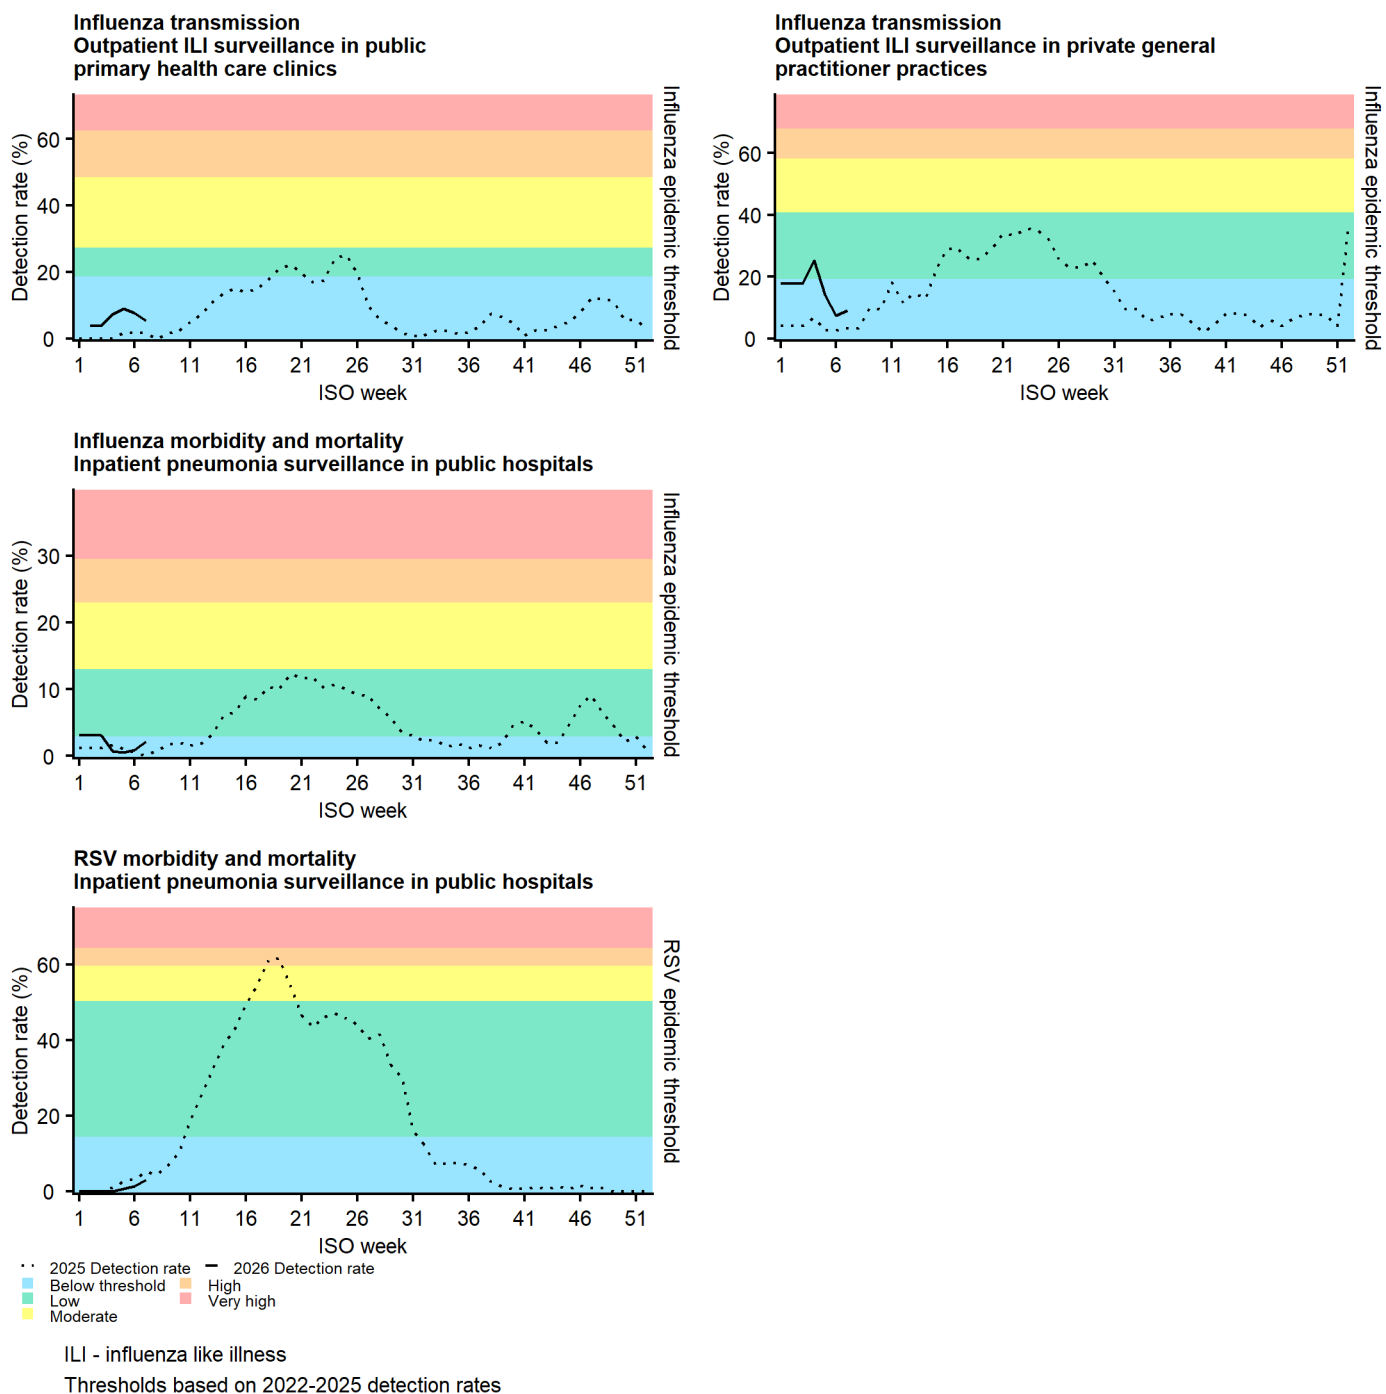 Influenza transmission
Outpatient ILI surveillance in public
primary health care clinics
Detection rate (%)
60
40
20
0
1 6 11 16 21 26 31 36 41 46 51
ISO week
Influenza epidemic threshold
Influenza transmission
Outpatient ILI surveillance in private general
practitioner practices
Detection rate (%)
60
40
20
0
1 6 11 16 21 26 31 36 41 46 51
ISO week
Influenza epidemic threshold
Influenza morbidity and mortality
Inpatient pneumonia surveillance in public hospitals
Detection rate (%)
30
20
10
0
1 6 11 16 21 26 31 36 41 46 51
ISO week
Influenza epidemic threshold
RSV morbidity and mortality
Inpatient pneumonia surveillance in public hospitals
Detection rate (%)
60
40
20
0
1 6 11 16 21 26 31 36 41 46 51
ISO week
RSV epidemic threshold
2025 Detection rate 2026 Detection rate
Below threshold High
Low Very high
Moderate
ILI - influenza like illness
Thresholds based on 2022-2025 detection rates